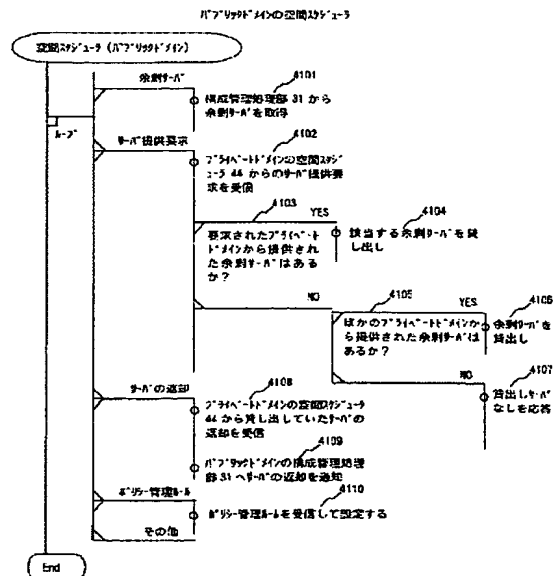 パブリックドメインの空間スケジューラ
空間スケジューラ (パブリックドメイン)
余剰サーバ
4101
構成管理処理部 31 から
余剰サーバを取得
ループ
サーバ提供要求
4102
プライベートドメインの空間スケジ
ューラ 44 からのサーバ提供要
求を受信
4103
YES
要求されたプライベート
ドメインから提供された
余剰サーバはあるか?
4104
該当する余剰サーバを貸
し出し
NO
4105
YES
ほかのプライベートドメインか
ら提供された余剰サーバは
あるか?
4106
余剰サーバを
貸出し
NO
4107
貸出しサーバ
なしを応答
サーバの返却
4108
プライベートドメインの空間スケジューラ
44 から貸し出していたサーバの
返却を受信
4109
パブリックドメインの構成管理処理
部 31 へサーバの返却を通知
ポリシー管理ルール
4110
ポリシー管理ルールを受信して設定する
その他
End